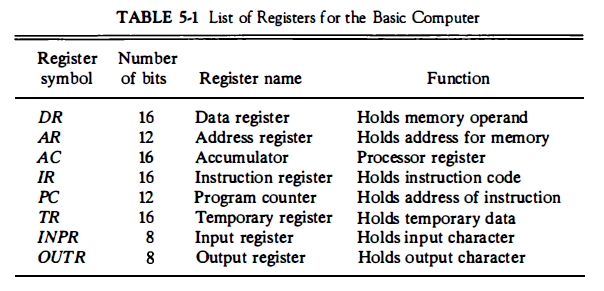 TABLE 5-1 List of Registers for the Basic Computer
Register Number
symbol of bits Register name Function
DR 16 Data register Holds memory operand
AR 12 Address register Holds address for memory
AC 16 Accumulator Processor register
IR 16 Instruction register Holds instruction code
PC 12 Program counter Holds address of instruction
TR 16 Temporary register Holds temporary data
INPR 8 Input register Holds input character
OUTR 8 Output register Holds output character